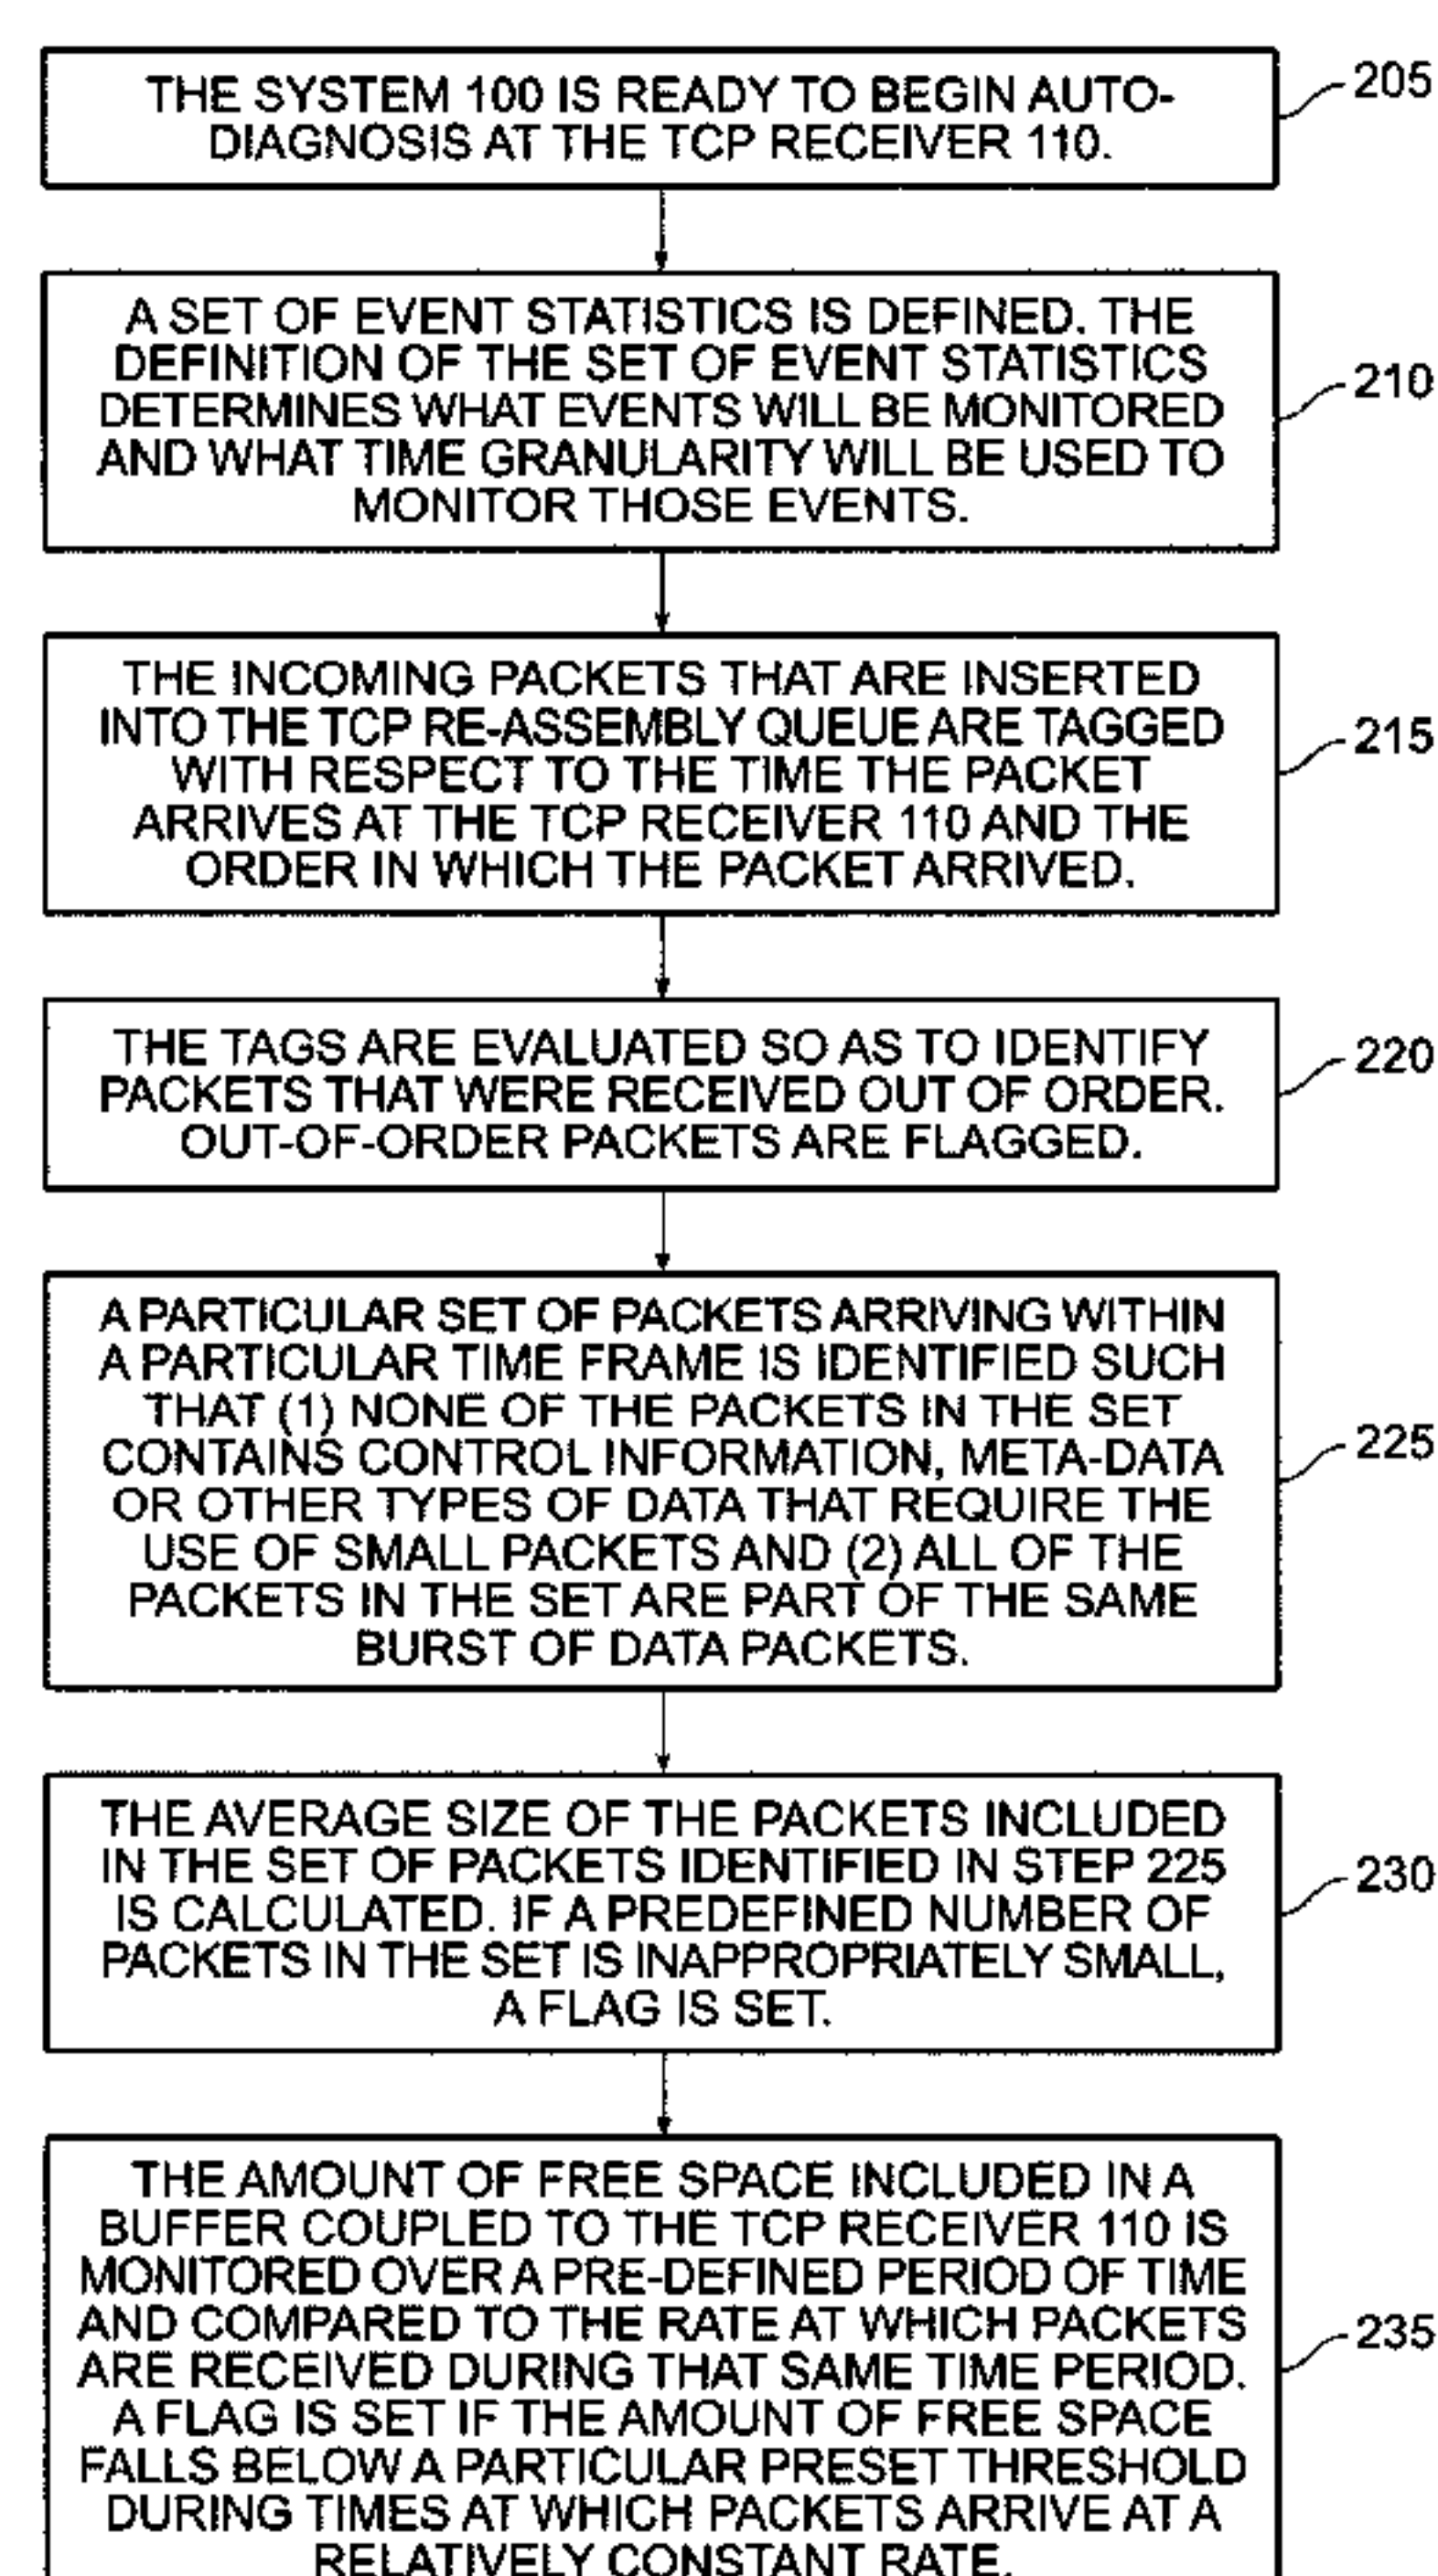 THE SYSTEM 100 IS READY TO BEGIN AUTO-
DIAGNOSIS AT THE TCP RECEIVER 110.
205
A SET OF EVENT STATISTICS IS DEFINED. THE
DEFINITION OF THE SET OF EVENT STATISTICS
DETERMINES WHAT EVENTS WILL BE MONITORED
AND WHAT TIME GRANULARITY WILL BE USED TO
MONITOR THOSE EVENTS.
210
THE INCOMING PACKETS THAT ARE INSERTED
INTO THE TCP RE-ASSEMBLY QUEUE ARE TAGGED
WITH RESPECT TO THE TIME THE PACKET
ARRIVES AT THE TCP RECEIVER 110 AND THE
ORDER IN WHICH THE PACKET ARRIVED.
215
THE TAGS ARE EVALUATED SO AS TO IDENTIFY
PACKETS THAT WERE RECEIVED OUT OF ORDER.
OUT-OF-ORDER PACKETS ARE FLAGGED.
220
A PARTICULAR SET OF PACKETS ARRIVING WITHIN
A PARTICULAR TIME FRAME IS IDENTIFIED SUCH
THAT (1) NONE OF THE PACKETS IN THE SET
CONTAINS CONTROL INFORMATION, META-DATA
OR OTHER TYPES OF DATA THAT REQUIRE THE
USE OF SMALL PACKETS AND (2) ALL OF THE
PACKETS IN THE SET ARE PART OF THE SAME
BURST OF DATA PACKETS.
225
THE AVERAGE SIZE OF THE PACKETS INCLUDED
IN THE SET OF PACKETS IDENTIFIED IN STEP 225
IS CALCULATED. IF A PREDEFINED NUMBER OF
PACKETS IN THE SET IS INAPPROPRIATELY SMALL,
A FLAG IS SET.
230
THE AMOUNT OF FREE SPACE INCLUDED IN A
BUFFER COUPLED TO THE TCP RECEIVER 110 IS
MONITORED OVER A PRE-DEFINED PERIOD OF TIME
AND COMPARED TO THE RATE AT WHICH PACKETS
ARE RECEIVED DURING THAT SAME TIME PERIOD.
A FLAG IS SET IF THE AMOUNT OF FREE SPACE
FALLS BELOW A PARTICULAR PRESET THRESHOLD
DURING TIMES AT WHICH PACKETS ARRIVE AT A
RELATIVELY CONSTANT RATE.
235